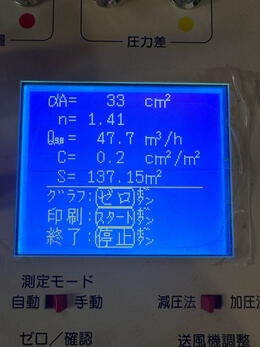 圧力差
αA= 33 cm²
n= 1.41
Q₉.₈ = 47.7 m³/h
C= 0.2 cm²/m²
S= 137.15m²
グラフ:ゼロ ボタン
印刷:スタート ボタン
終了:停止 ボタン
測定モード
自動 手動 減圧法 加圧
ゼロ/確認 送風機調整